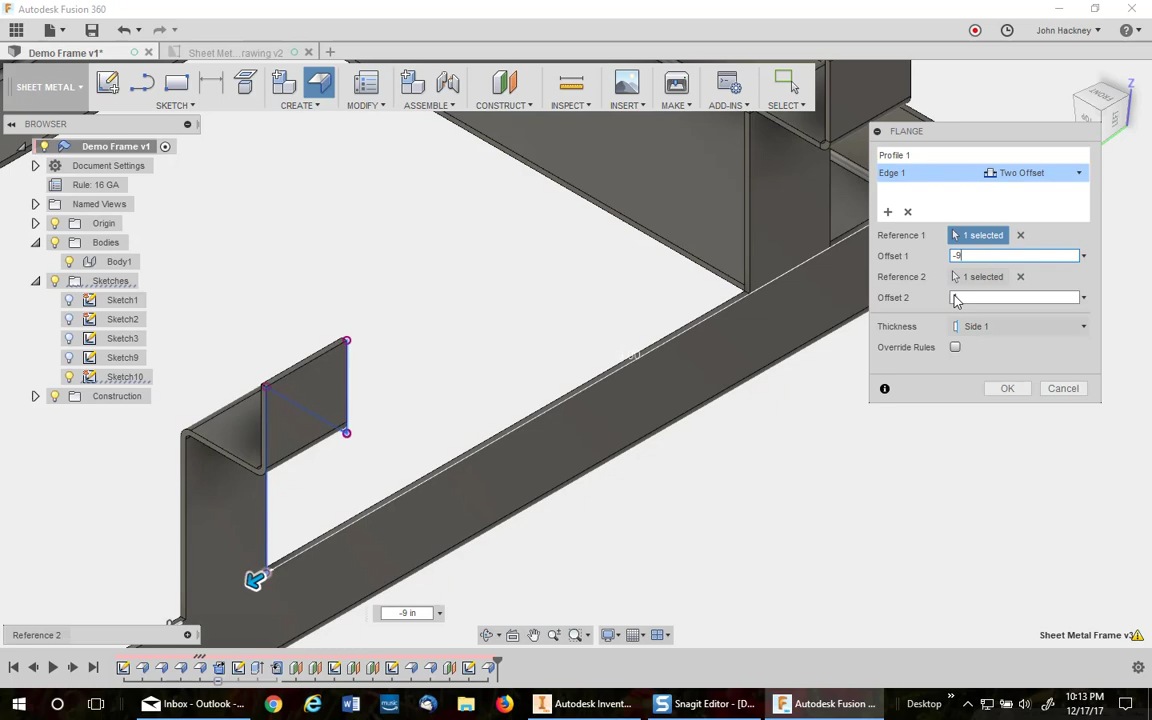 Autodesk Fusion 360
John Hackney
Demo Frame v1*
Sheet Met...rawing v2
SHEET METAL
SKETCH
CREATE
MODIFY
ASSEMBLE
CONSTRUCT
INSPECT
INSERT
MAKE
ADD-INS
SELECT
Z
FRONT
BROWSER
Demo Frame v1
Document Settings
Rule: 16 GA
Named Views
Origin
Bodies
Body1
Sketches
Sketch1
Sketch2
Sketch3
Sketch9
Sketch10
Construction
FLANGE
Profile 1
Edge 1 Two Offset
Reference 1 1 selected
Offset 1 -9
Reference 2 1 selected
Offset 2
Thickness Side 1
Override Rules
OK Cancel
-9 in
Reference 2
Sheet Metal Frame v3
Inbox - Outlook -...
Autodesk Invent...
Snagit Editor - [D...
Autodesk Fusion ...
Desktop
10:13 PM
12/17/17